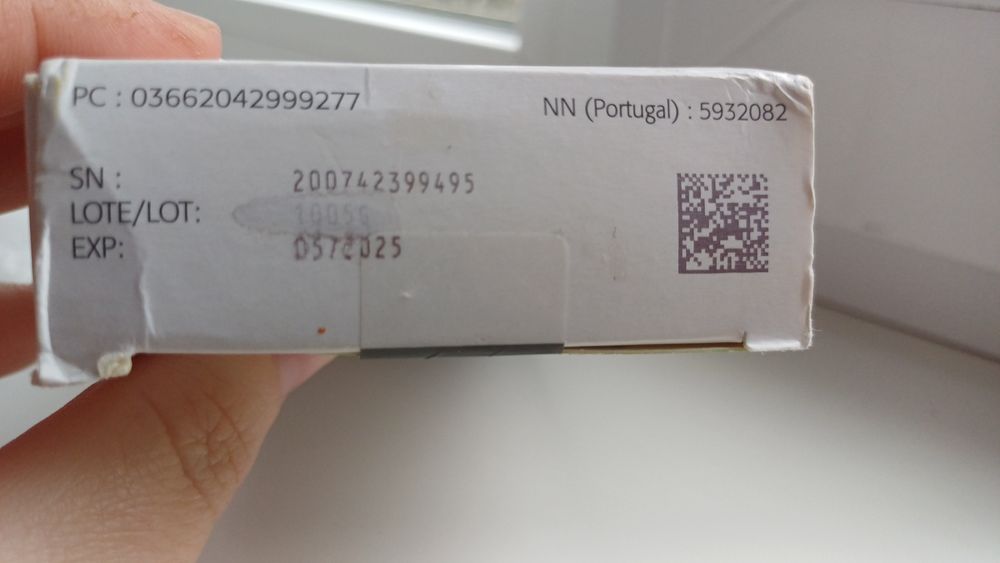 PC : 03662042999277
NN (Portugal) : 5932082
SN : 200742399495
LOTE/LOT:
EXP: